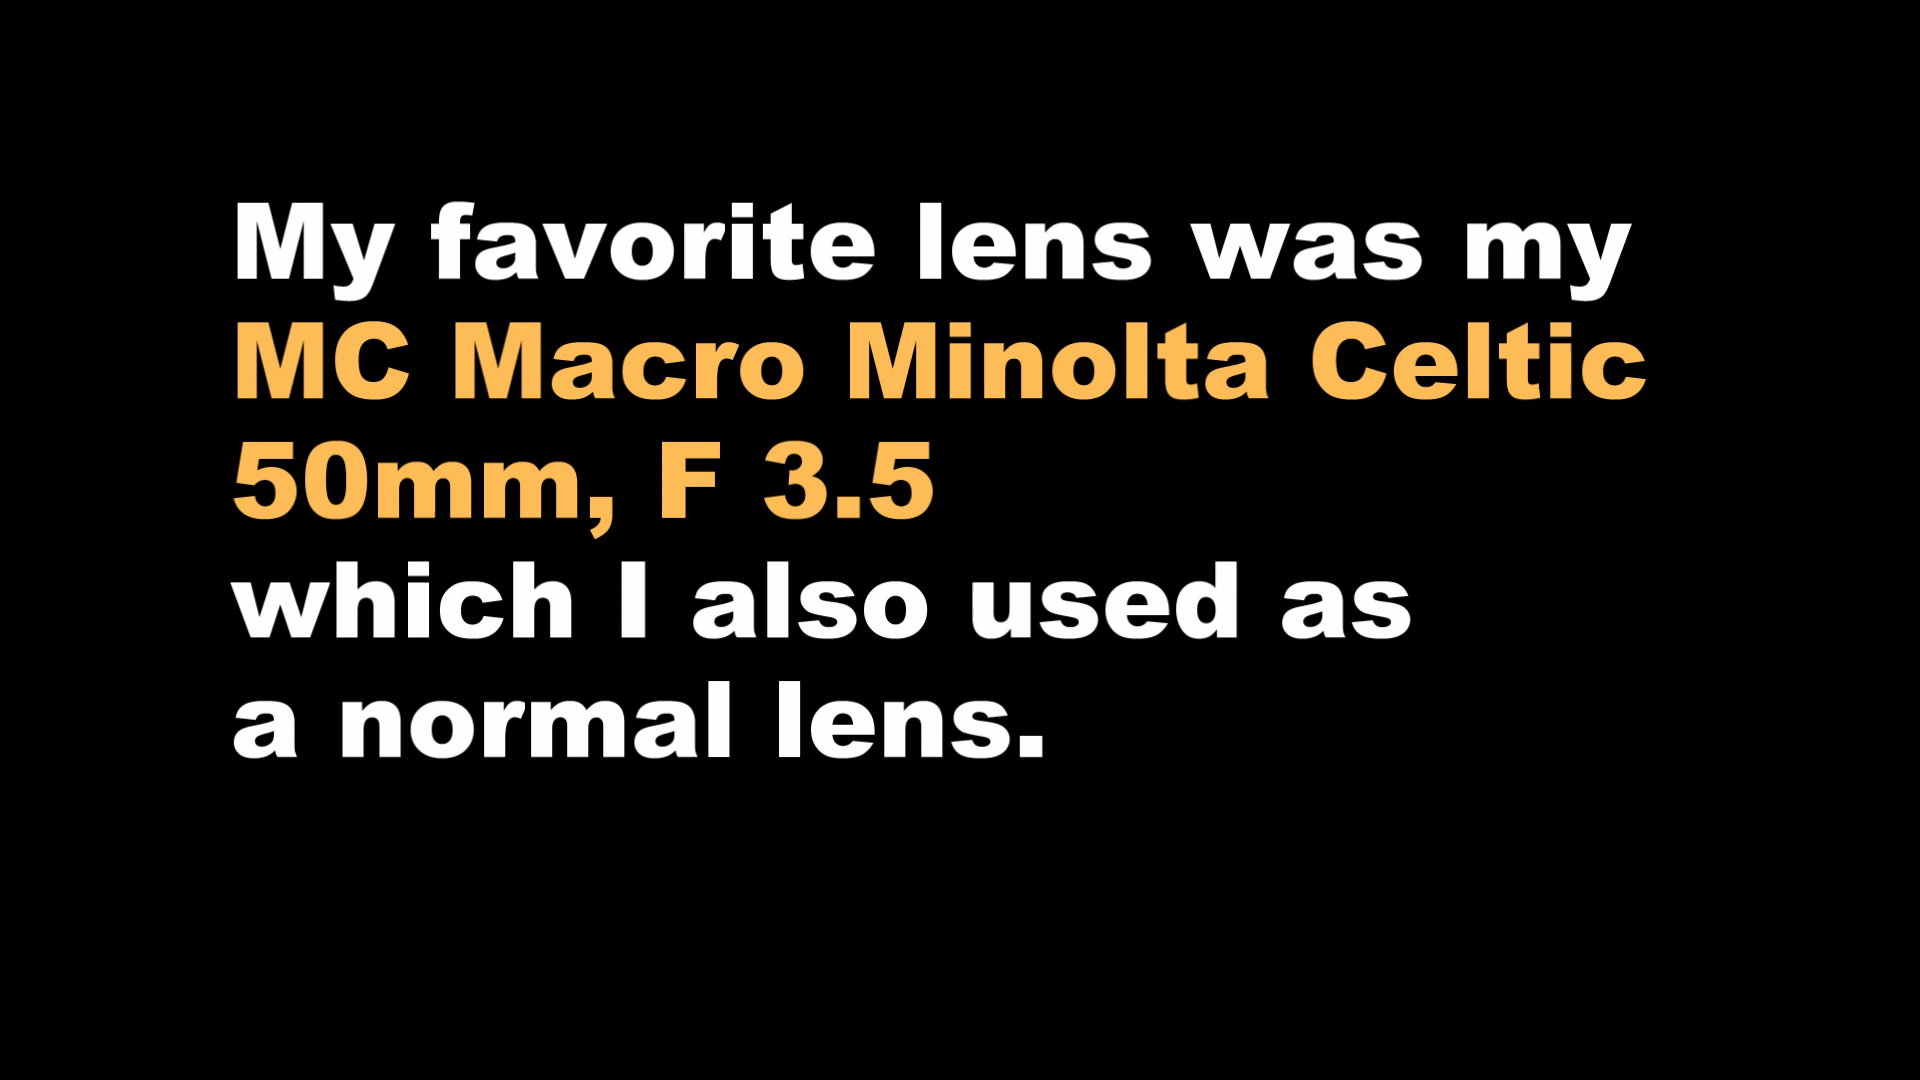 My favorite lens was my
MC Macro Minolta Celtic
50mm, F 3.5
which I also used as
a normal lens.